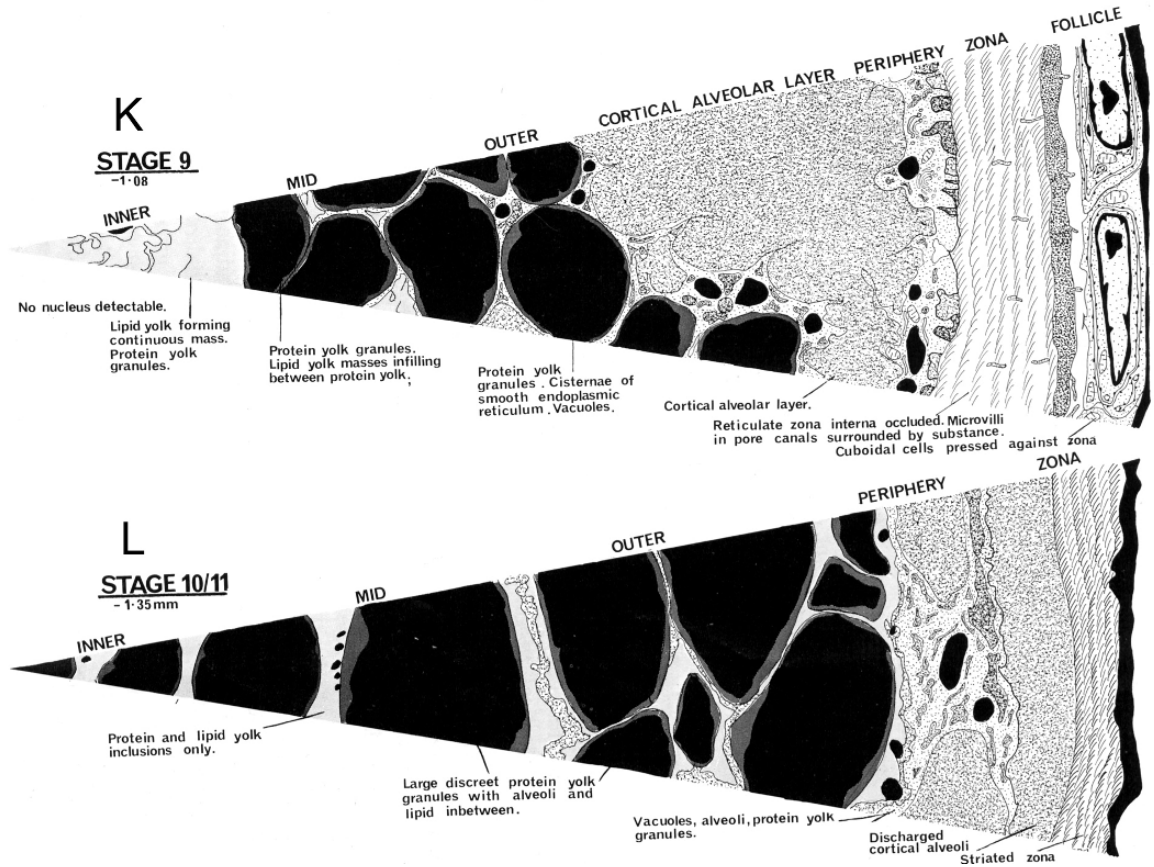 K
STAGE 9
-1·08
INNER
MID
OUTER
CORTICAL ALVEOLAR LAYER
PERIPHERY
ZONA
FOLLICLE
No nucleus detectable.
Lipid yolk forming
continuous mass.
Protein yolk
granules.
Protein yolk granules.
Lipid yolk masses infilling
between protein yolk.
Protein yolk
granules. Cisternae of
smooth endoplasmic
reticulum. Vacuoles.
Cortical alveolar layer.
Reticulate zona interna occluded. Microvilli
in pore canals surrounded by substance.
Cuboidal cells pressed against zona
L
STAGE 10/11
- 1·35mm
INNER
MID
OUTER
PERIPHERY
ZONA
Protein and lipid yolk
inclusions only.
Large discreet protein yolk
granules with alveoli and
lipid inbetween.
Vacuoles, alveoli, protein yolk
granules.
Discharged
cortical alveoli
Striated zona